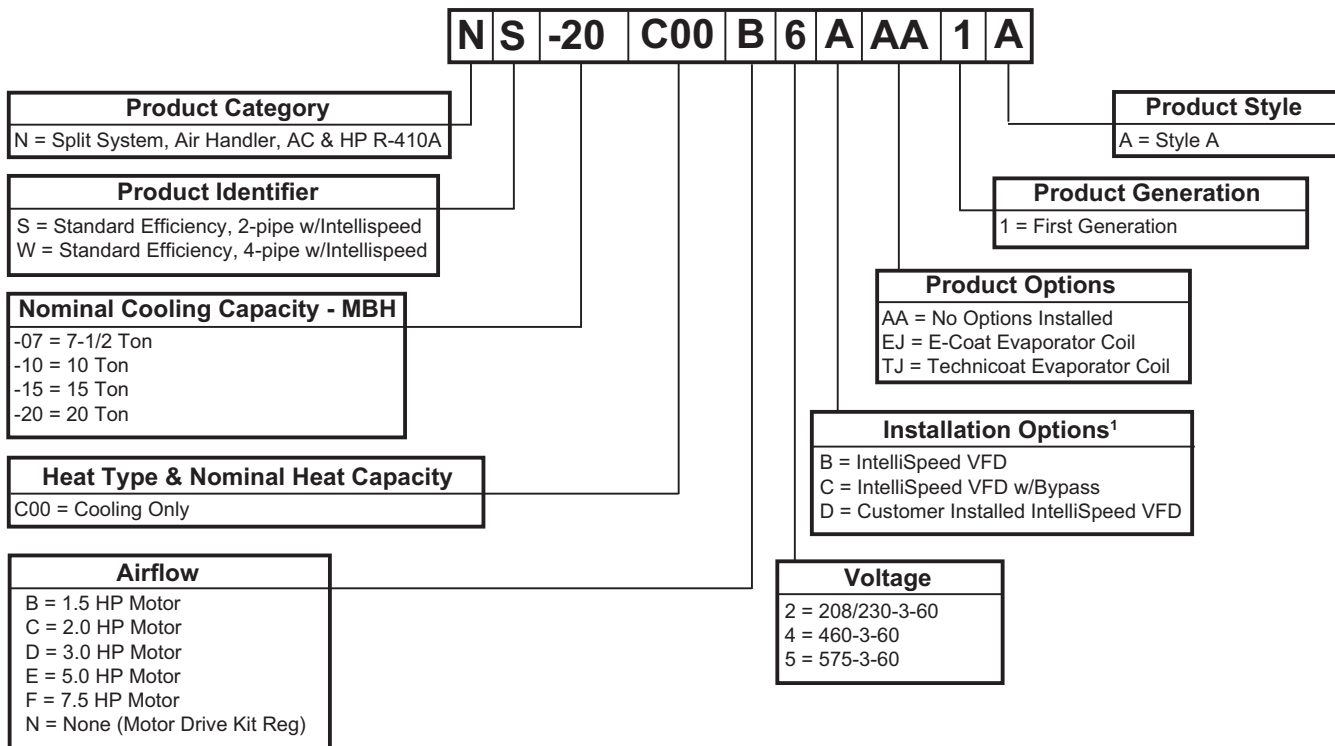 N S -20 C00 B 6 A AA 1 A
Product Category
N = Split System, Air Handler, AC & HP R-410A
Product Identifier
S = Standard Efficiency, 2-pipe w/Intellispeed
W = Standard Efficiency, 4-pipe w/Intellispeed
Nominal Cooling Capacity - MBH
-07 = 7-1/2 Ton
-10 = 10 Ton
-15 = 15 Ton
-20 = 20 Ton
Heat Type & Nominal Heat Capacity
C00 = Cooling Only
Airflow
B = 1.5 HP Motor
C = 2.0 HP Motor
D = 3.0 HP Motor
E = 5.0 HP Motor
F = 7.5 HP Motor
N = None (Motor Drive Kit Reg)
Product Style
A = Style A
Product Generation
1 = First Generation
Product Options
AA = No Options Installed
EJ = E-Coat Evaporator Coil
TJ = Technicoat Evaporator Coil
Installation Options¹
B = IntelliSpeed VFD
C = IntelliSpeed VFD w/Bypass
D = Customer Installed IntelliSpeed VFD
Voltage
2 = 208/230-3-60
4 = 460-3-60
5 = 575-3-60